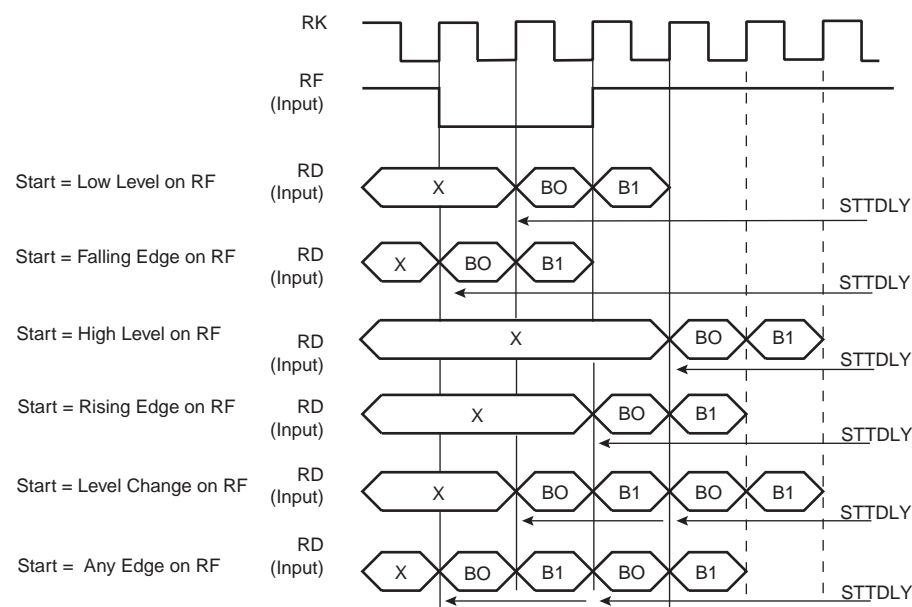 RK
RF
(Input)
Start = Low Level on RF
RD
(Input)
X
BO
B1
STTDLY
Start = Falling Edge on RF
RD
(Input)
X
BO
B1
STTDLY
Start = High Level on RF
RD
(Input)
X
BO
B1
STTDLY
Start = Rising Edge on RF
RD
(Input)
X
BO
B1
STTDLY
Start = Level Change on RF
RD
(Input)
X
BO
B1
BO
B1
STTDLY
Start = Any Edge on RF
RD
(Input)
X
BO
B1
BO
B1
STTDLY